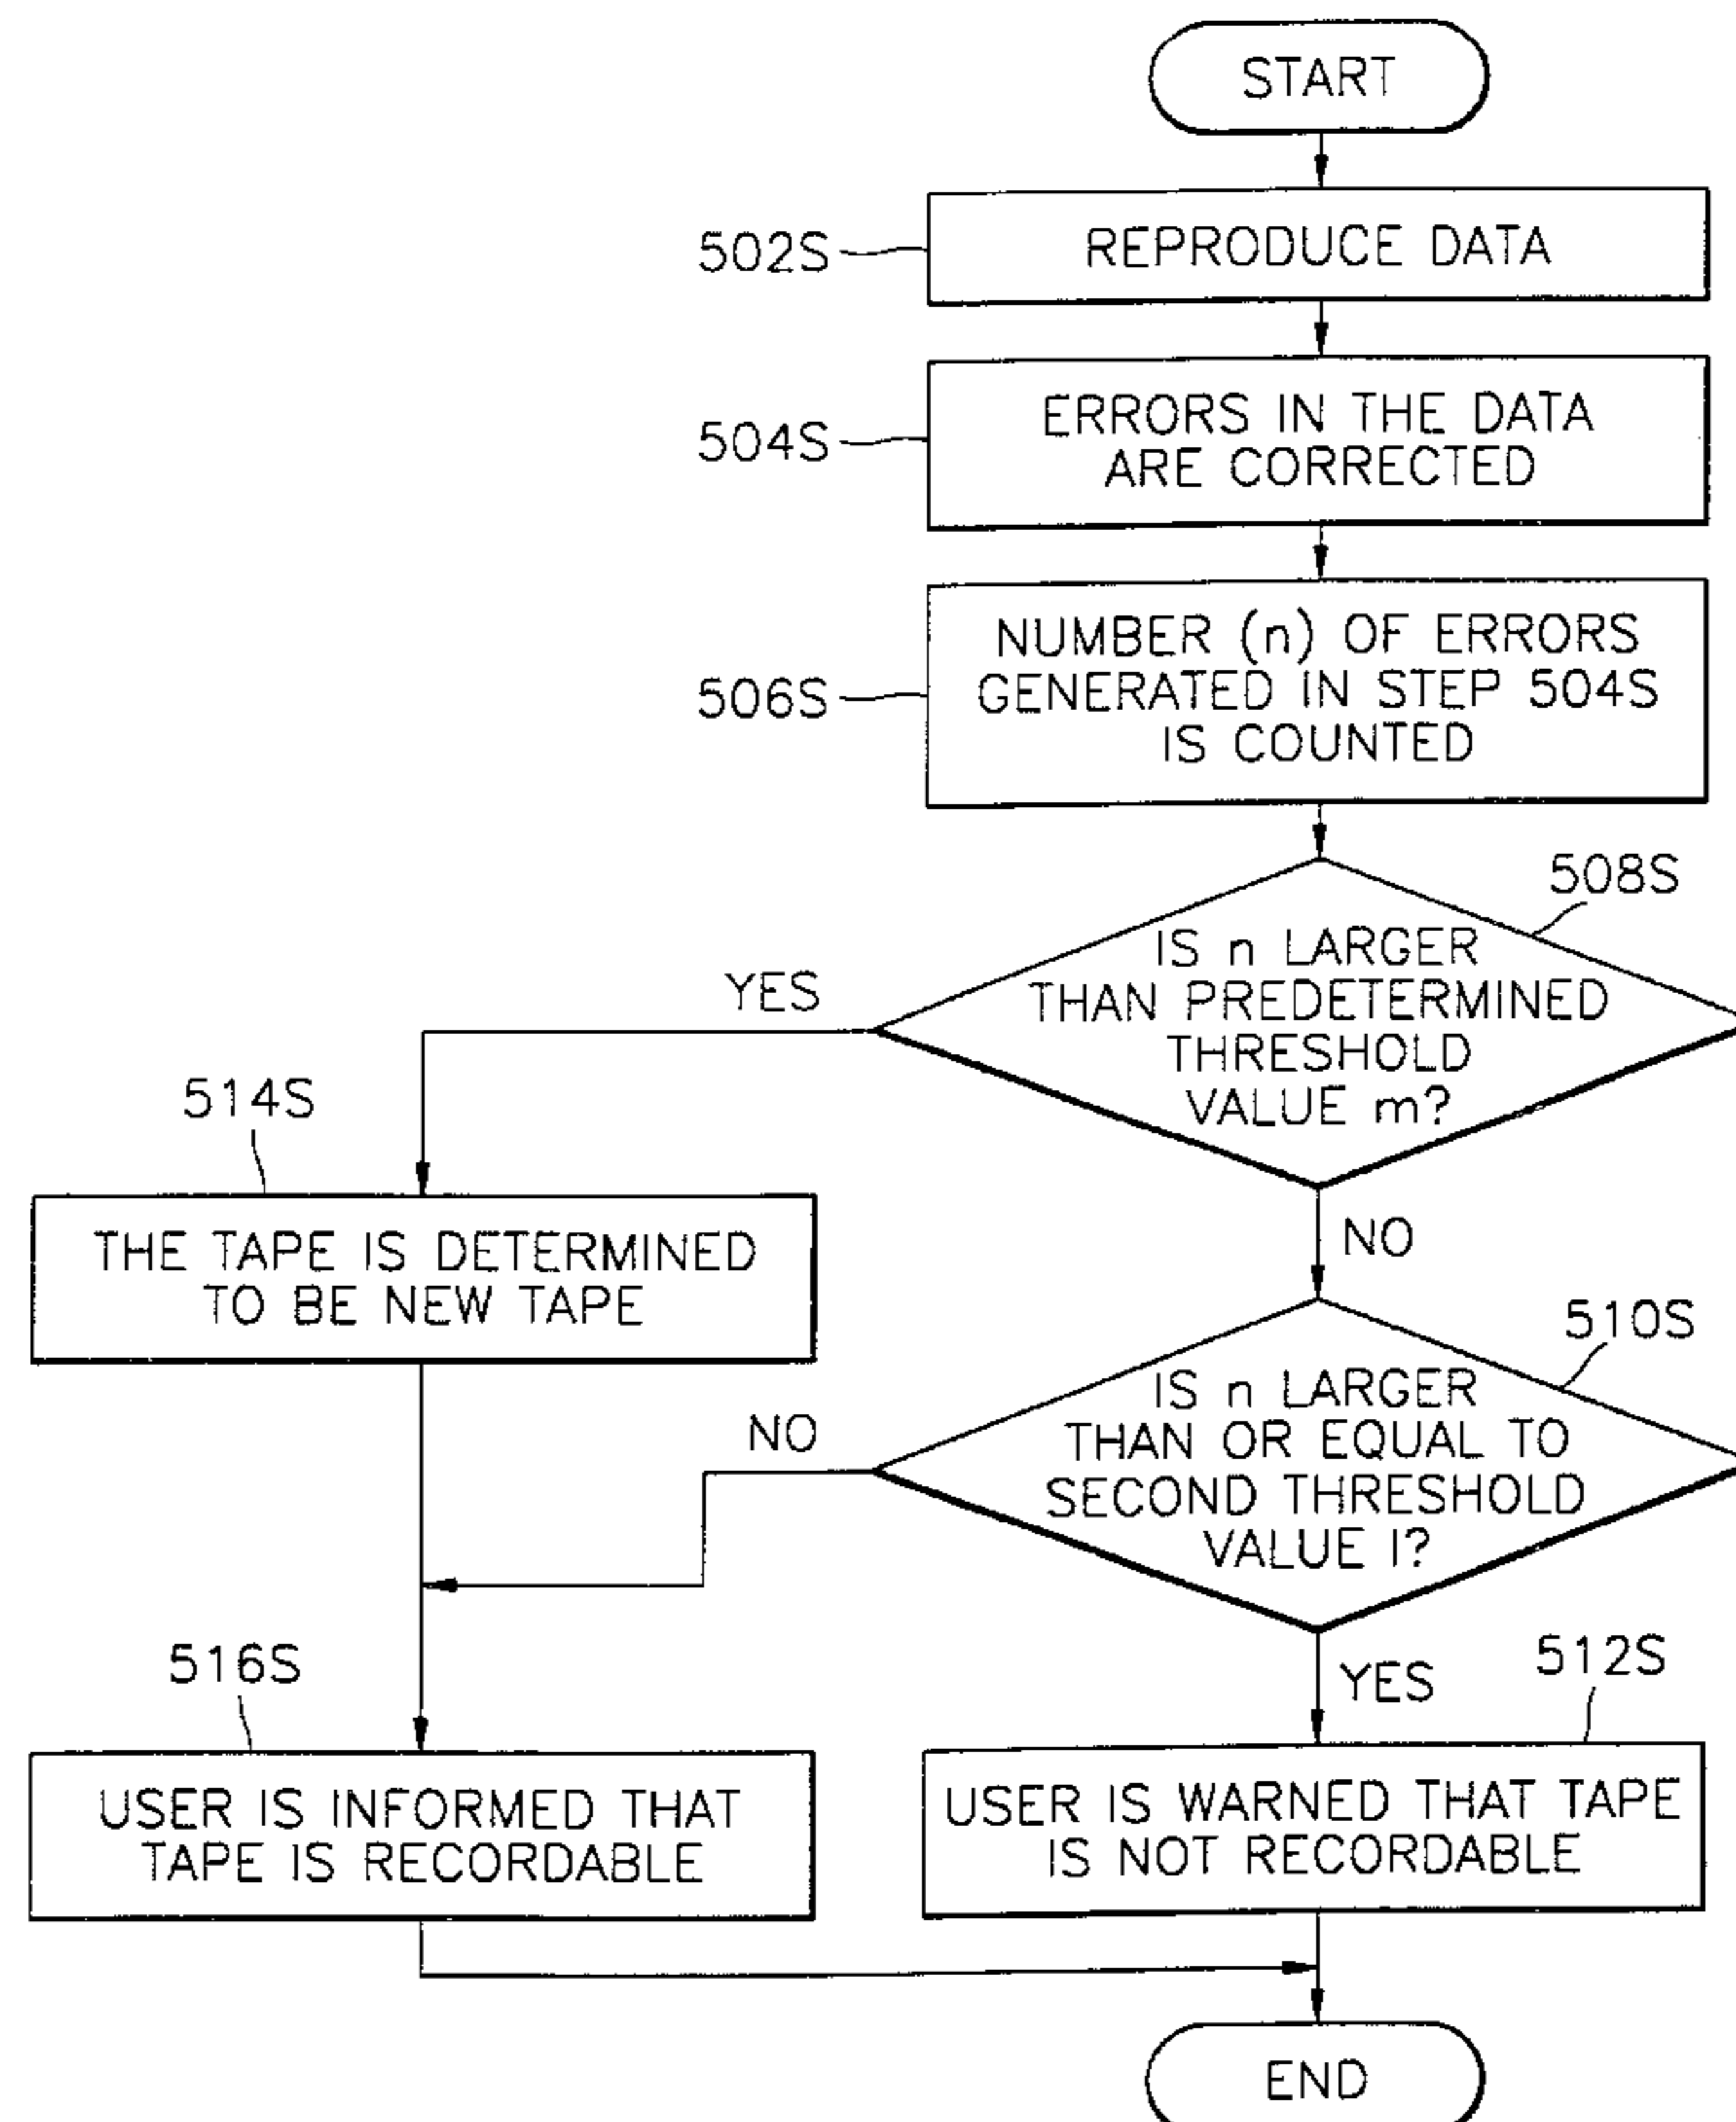 START
502S
REPRODUCE DATA
504S
ERRORS IN THE DATA
ARE CORRECTED
506S
NUMBER (n) OF ERRORS
GENERATED IN STEP 504S
IS COUNTED
508S
IS n LARGER
THAN PREDETERMINED
THRESHOLD
VALUE m?
YES
514S
THE TAPE IS DETERMINED
TO BE NEW TAPE
NO
510S
IS n LARGER
THAN OR EQUAL TO
SECOND THRESHOLD
VALUE l?
NO
516S
USER IS INFORMED THAT
TAPE IS RECORDABLE
YES
512S
USER IS WARNED THAT TAPE
IS NOT RECORDABLE
END